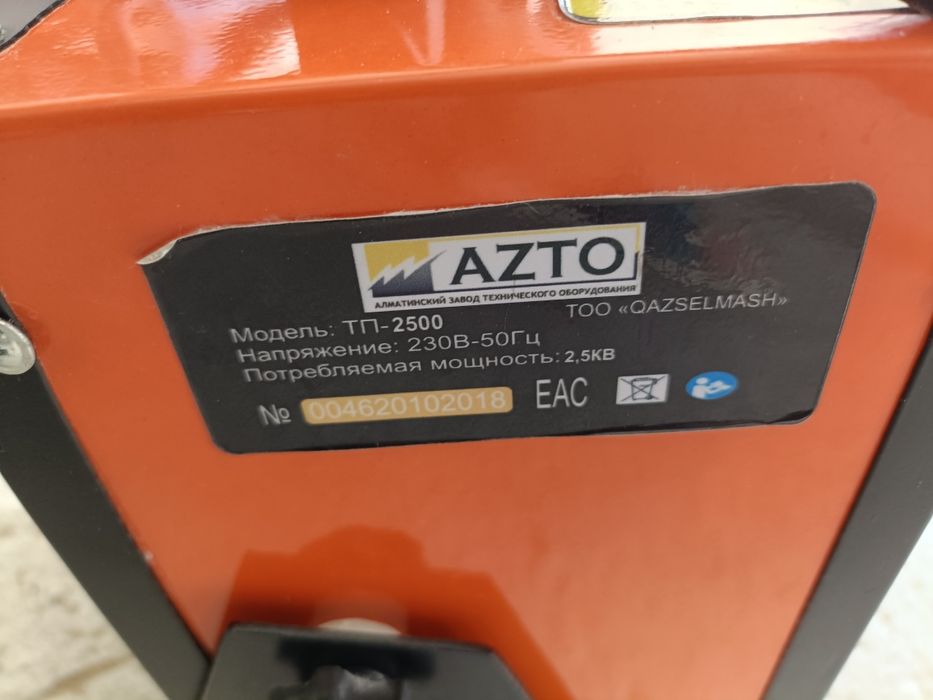 AZTO
АЛМАТИНСКИЙ ЗАВОД ТЕХНИЧЕСКОГО ОБОРУДОВАНИЯ
ТОО «QAZSELMASH»
Модель: ТП-2500
Напряжение: 230В-50Гц
Потребляемая мощность: 2,5КВ
№ 004620102018 EAC